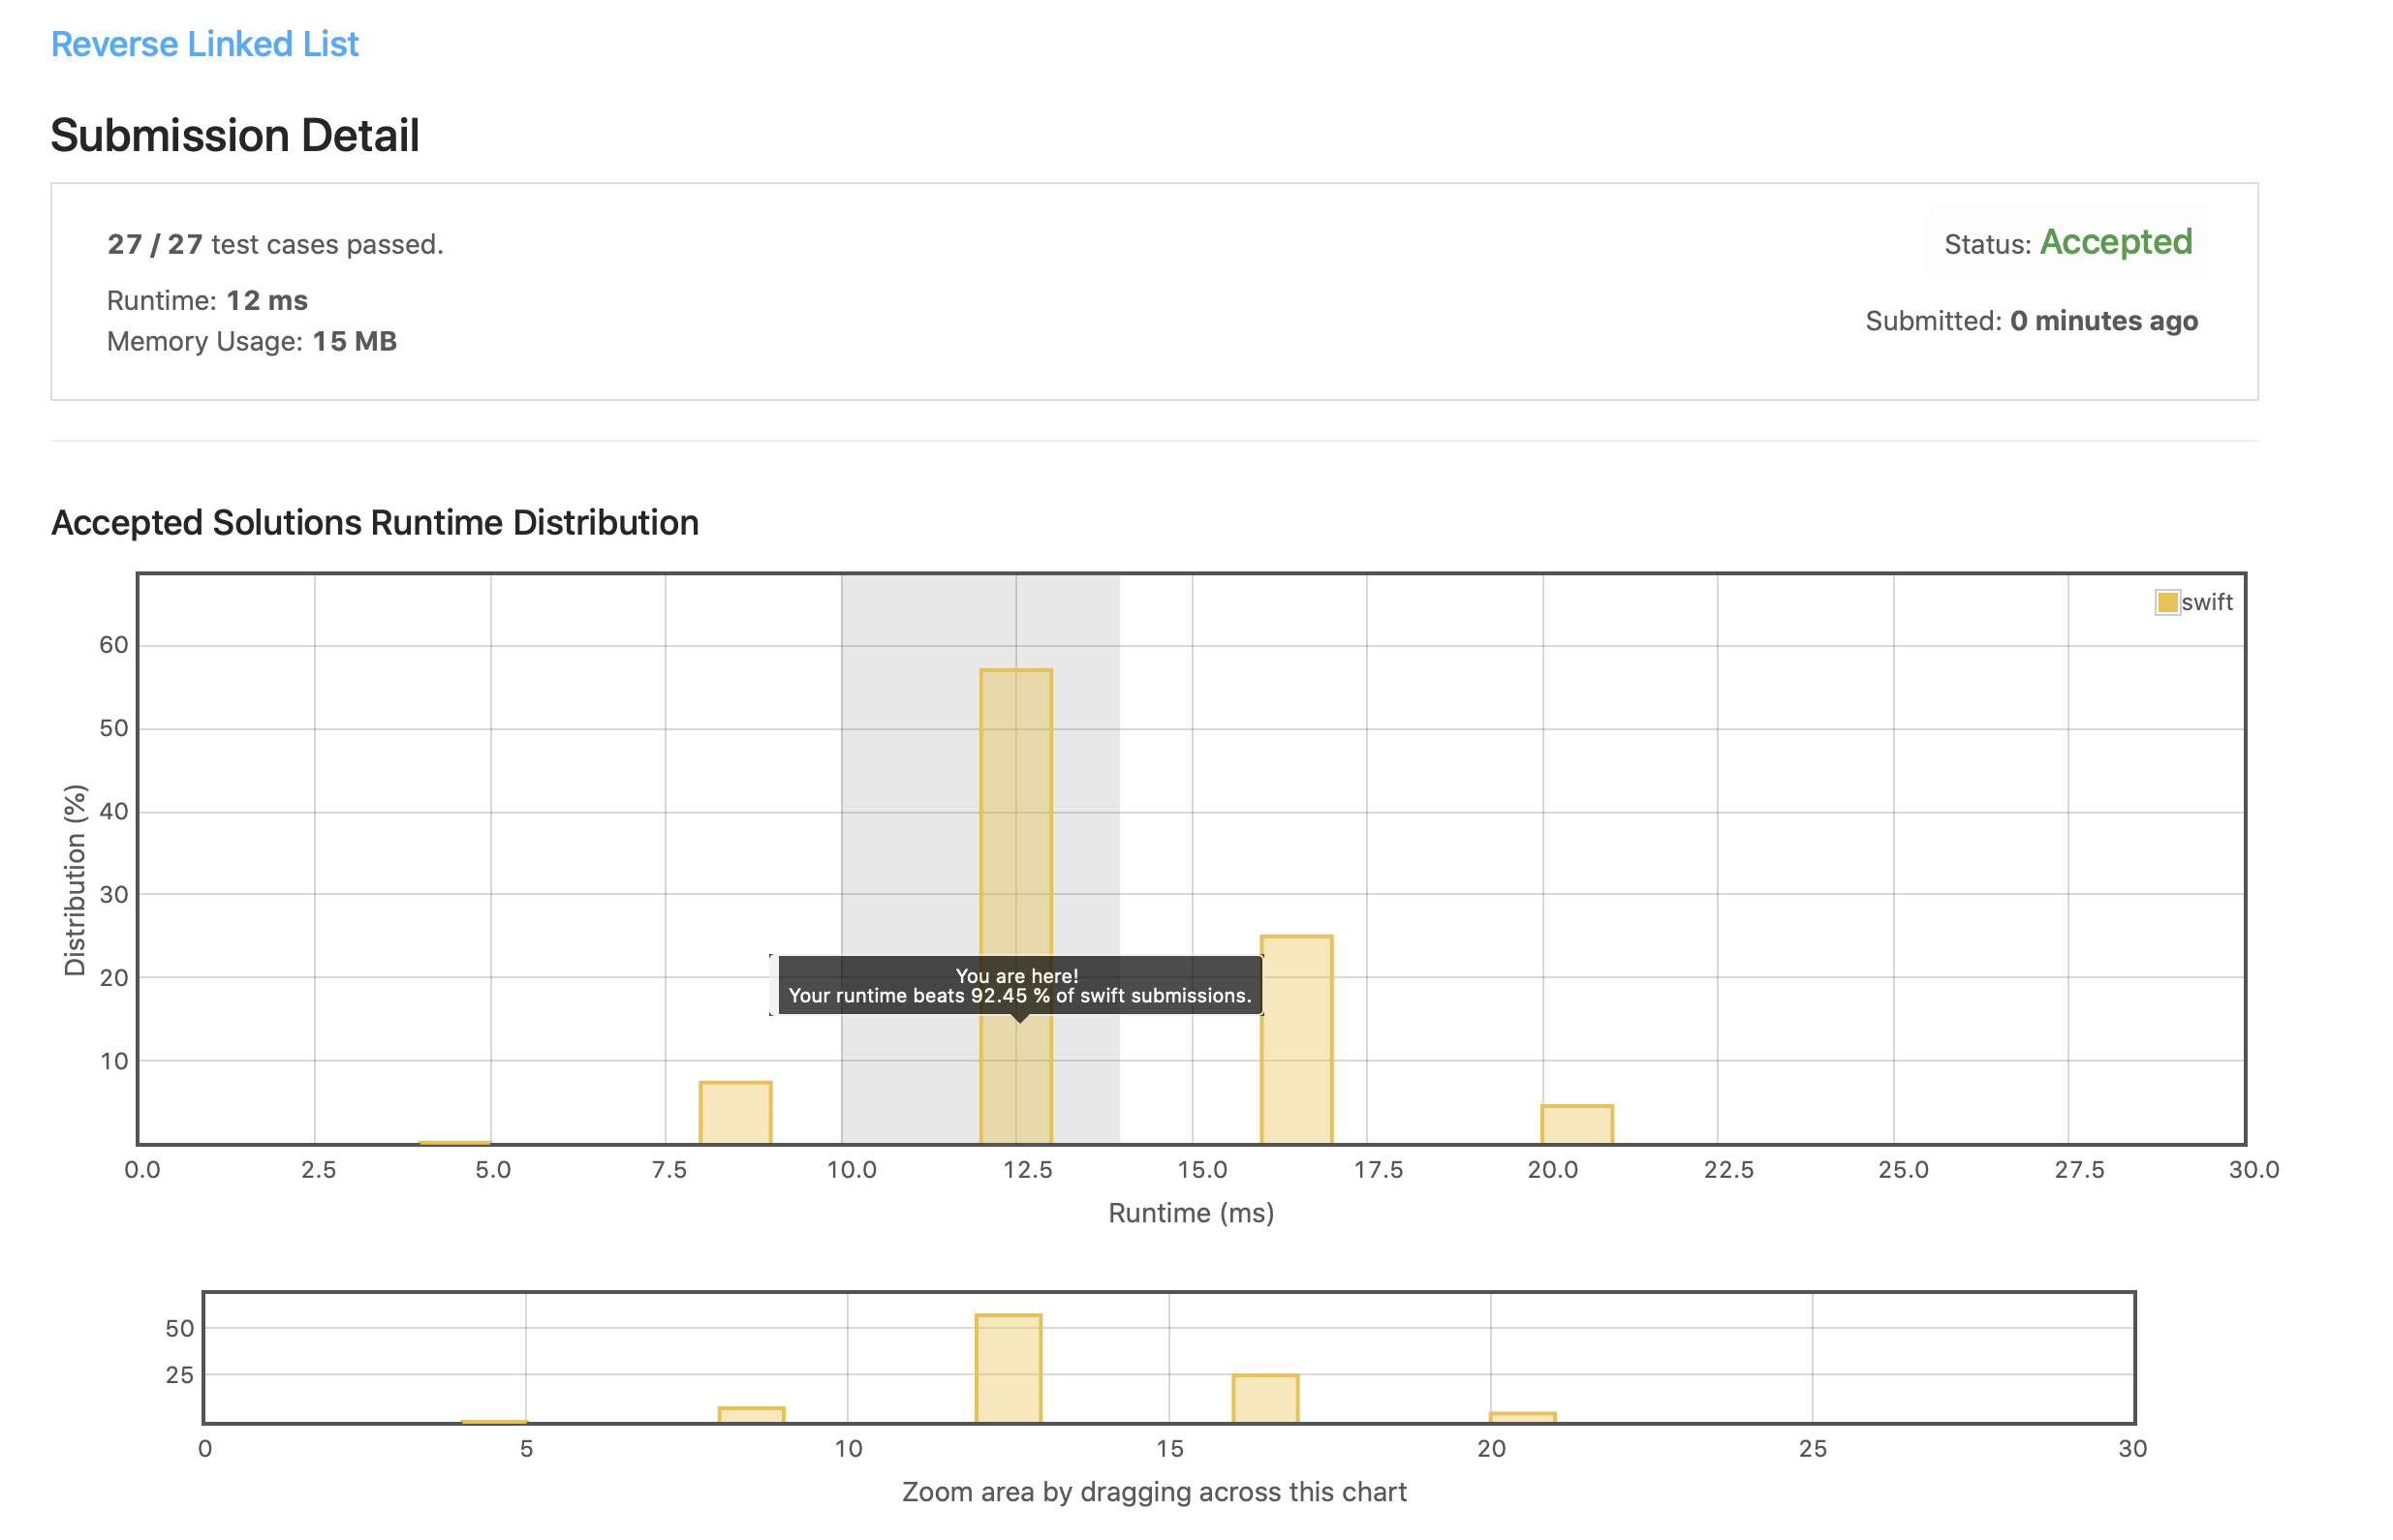 Reverse Linked List
Submission Detail
27 / 27 test cases passed.
Status: Accepted
Runtime: 12 ms
Submitted: 0 minutes ago
Memory Usage: 15 MB
Accepted Solutions Runtime Distribution
swift
60
50
40
30
20
10
Distribution (%)
You are here!
Your runtime beats 92.45 % of swift submissions.
0.0 2.5 5.0 7.5 10.0 12.5 15.0 17.5 20.0 22.5 25.0 27.5 30.0
Runtime (ms)
50
25
0 5 10 15 20 25 30
Zoom area by dragging across this chart